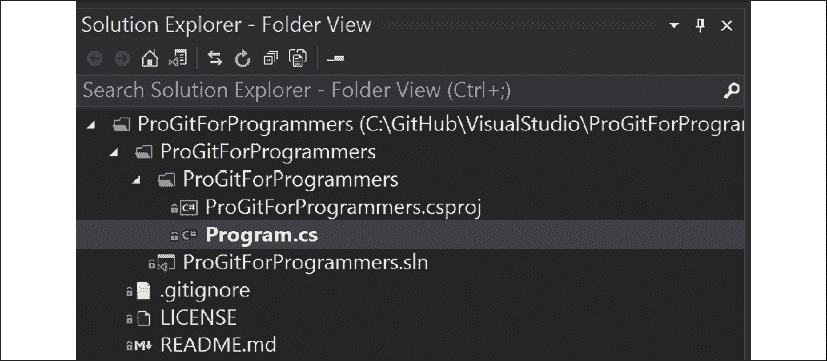 Solution Explorer - Folder View
Search Solution Explorer - Folder View (Ctrl+;)
ProGitForProgrammers (C:\GitHub\VisualStudio\ProGitForPrograr
ProGitForProgrammers
ProGitForProgrammers
C# ProGitForProgrammers.csproj
C# Program.cs
ProGitForProgrammers.sln
.gitignore
LICENSE
M↓ README.md